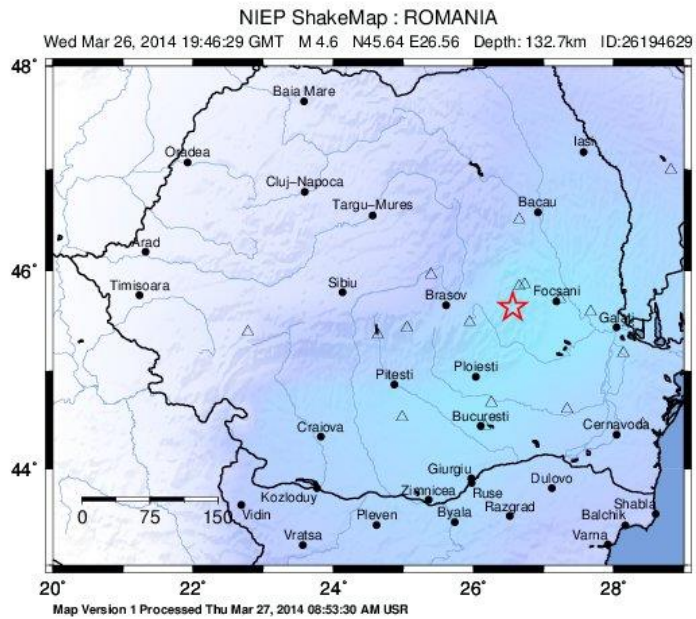 NIEP ShakeMap : ROMANIA
Wed Mar 26, 2014 19:46:29 GMT M 4.6 N45.64 E26.56 Depth: 132.7km ID:26194629
48°
Baia Mare
Iasi
Oradea
Cluj-Napoca
Targu-Mures
Bacau
Arad
46°
Timisoara
Sibiu
Brasov
Focsani
Galati
Ploiesti
Pitesti
Craiova
Bucuresti
Cernavoda
44°
Giurgiu
Kozloduy
Zimnicea
Ruse
Dulovo
0 75 150
Vidin
Pleven
Byala
Razgrad
Shabla
Balchik
Vratsa
Varna
20° 22° 24° 26° 28°
Map Version 1 Processed Thu Mar 27, 2014 08:53:30 AM USR